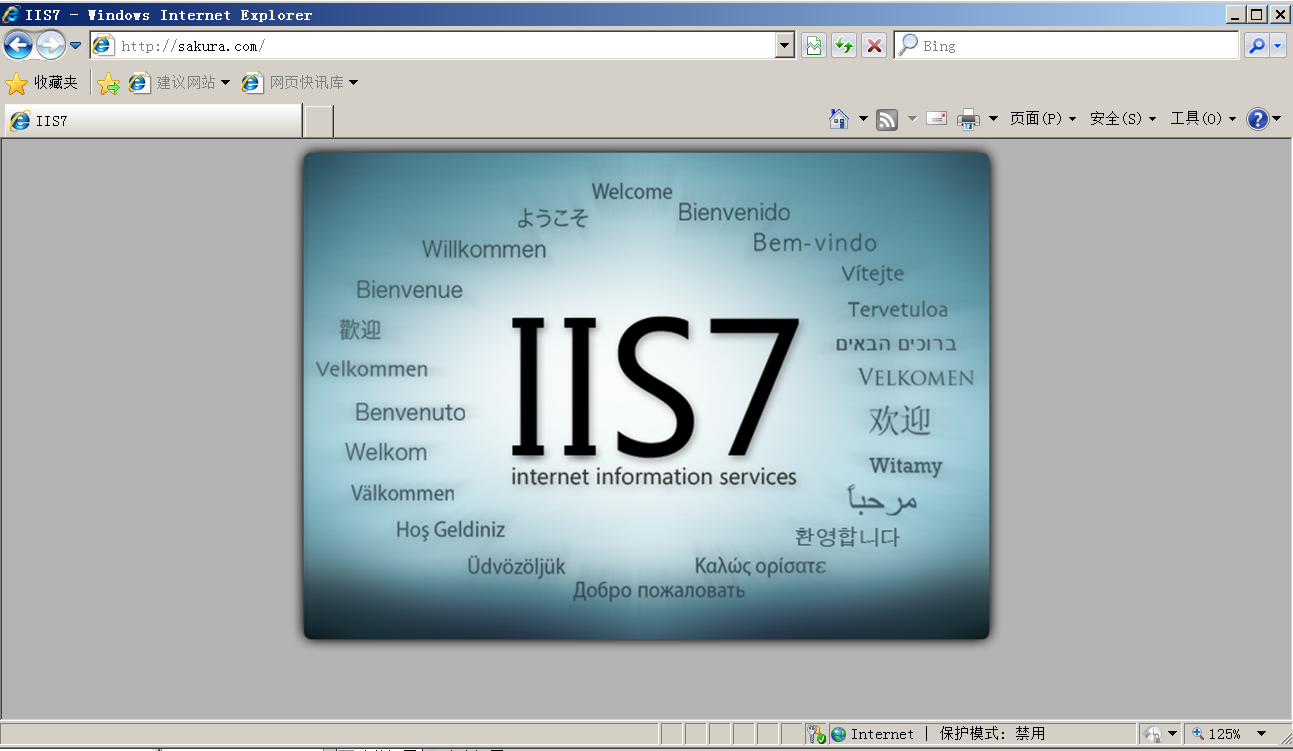 IIS7 - Windows Internet Explorer
http://sakura.com/
Bing
收藏夹
建议网站
网页快讯库
IIS7
页面(P)
安全(S)
工具(O)
Welcome
ようこそ
Bienvenido
Willkommen
Bem-vindo
Vítejte
Bienvenue
Tervetuloa
歡迎
ברוכים הבאים
Velkommen
VELKOMEN
Benvenuto
欢迎
Welkom
Witamy
Välkommen
مرحباً
Hoş Geldiniz
환영합니다
Üdvözöljük
Καλώς ορίσατε
Добро пожаловать
IIS7
internet information services
Internet | 保护模式: 禁用
125%